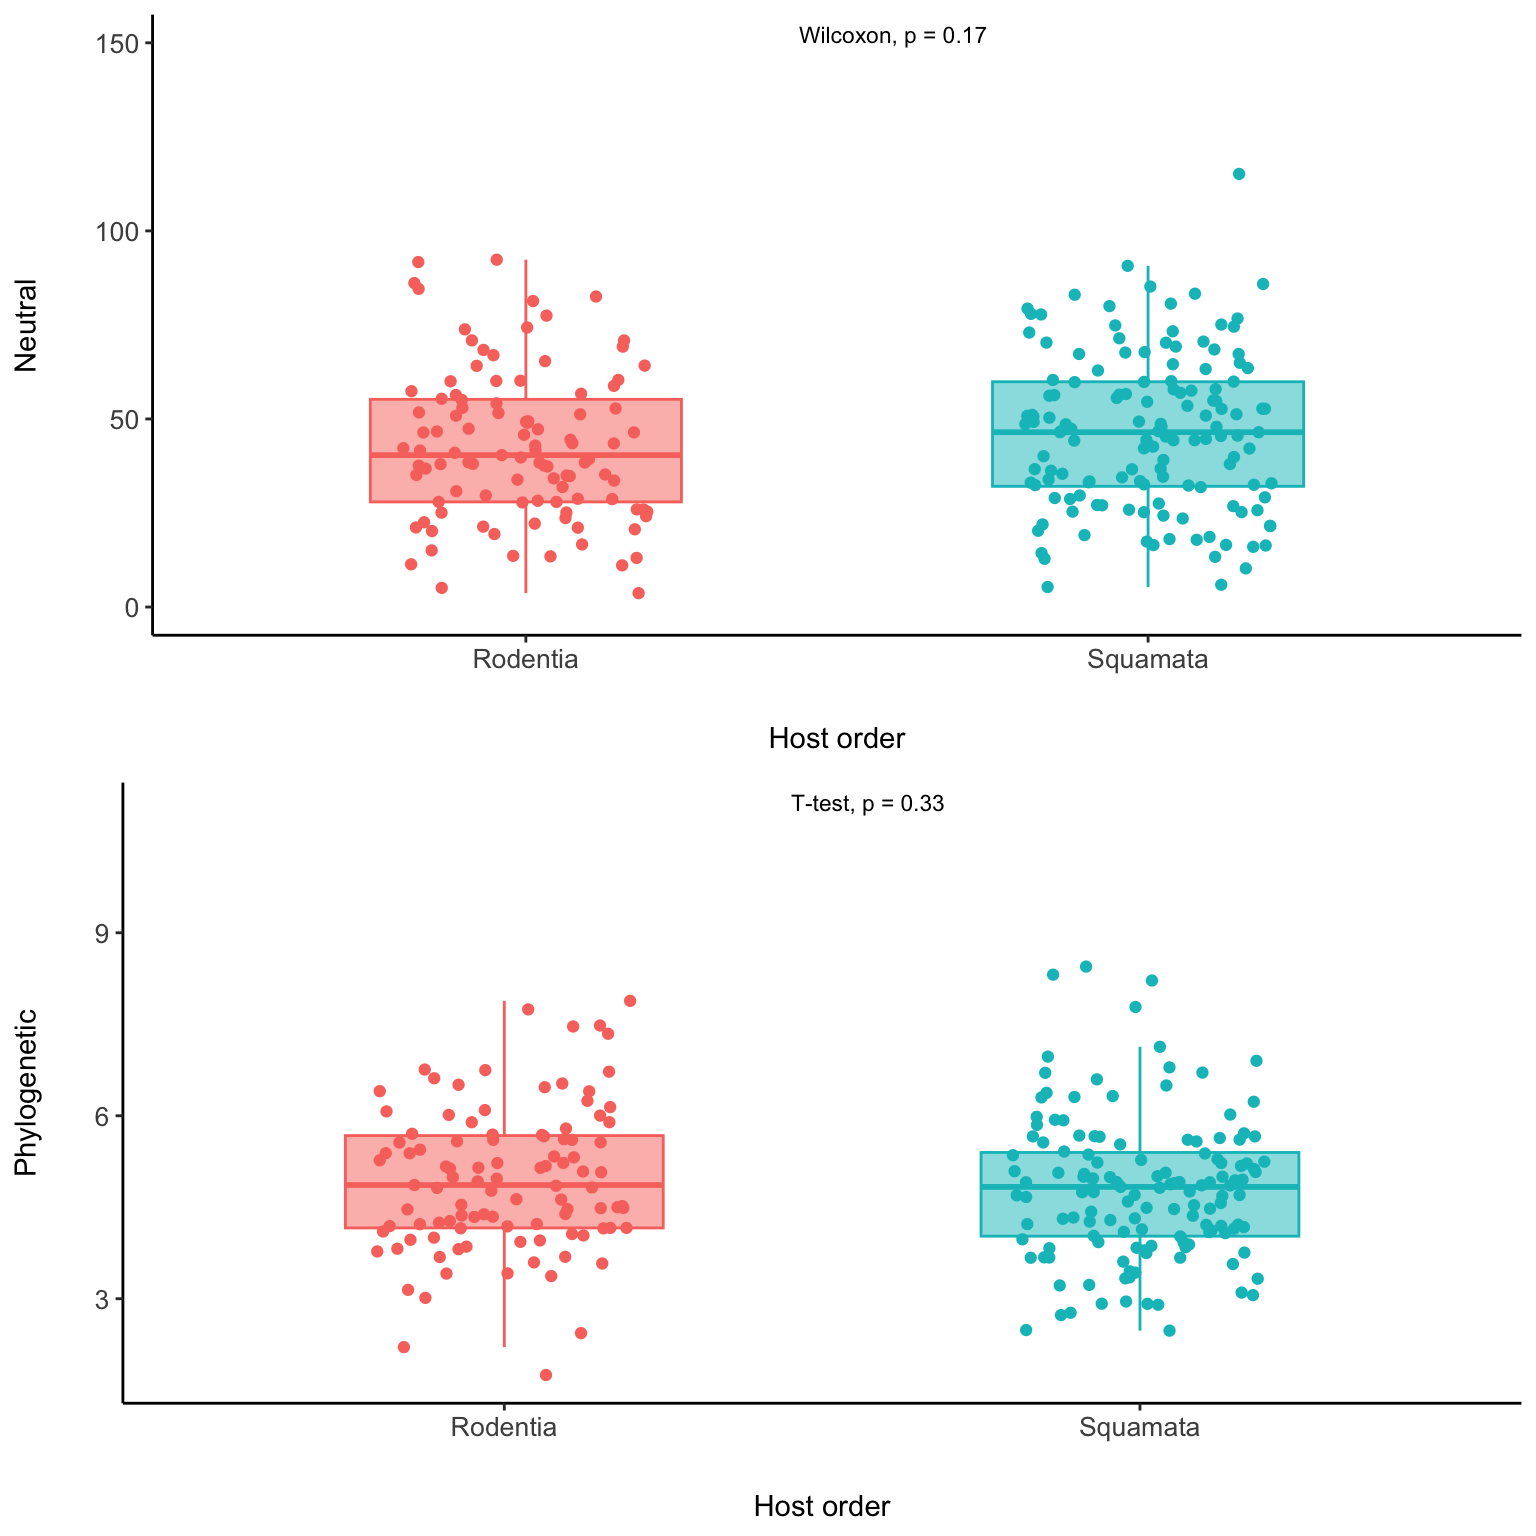 Wilcoxon, p = 0.17
150
100
50
0
Neutral
Rodentia
Squamata
Host order
T-test, p = 0.33
9
6
3
Phylogenetic
Rodentia
Squamata
Host order